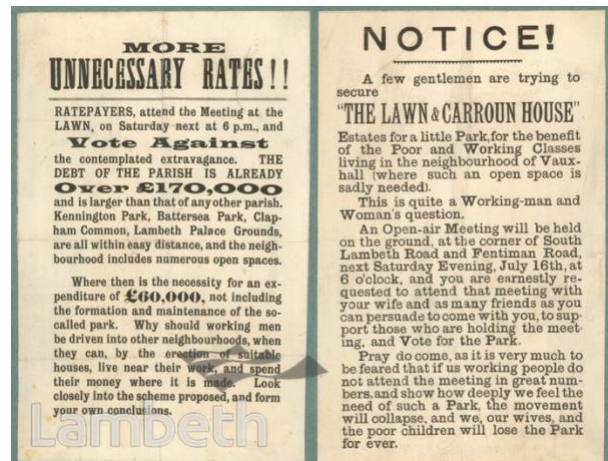 MORE
UNNECESSARY RATES!!
RATEPAYERS, attend the Meeting at the
LAWN, on Saturday next at 6 p.m., and
Vote Against
the contemplated extravagance. THE
DEBT OF THE PARISH IS ALREADY
Over £170,000
and is larger than that of any other parish.
Kennington Park, Battersea Park, Clap-
ham Common, Lambeth Palace Grounds,
are all within easy distance, and the neigh-
bourhood includes numerous open spaces.
Where then is the necessity for an ex-
penditure of £60,000, not including
the formation and maintenance of the so-
called park. Why should working men
be driven into other neighbourhoods, when
they can, by the erection of suitable
houses, live near their work, and spend
their money where it is made. Look
closely into the scheme proposed, and form
your own conclusions.
Lambeth
NOTICE!
A few gentlemen are trying to
secure
"THE LAWN & CARROUN HOUSE"
Estates for a little Park, for the benefit
of the Poor and Working Classes
living in the neighbourhood of Vaux-
hall (where such an open space is
sadly needed).
This is quite a Working-man and
Woman's question.
An Open-air Meeting will be held
on the ground, at the corner of South
Lambeth Road and Fentiman Road,
next Saturday Evening, July 16th, at
6 o'clock, and you are earnestly re-
quested to attend that meeting with
your wife and as many friends as you
can persuade to come with you, to sup-
port those who are holding the meet-
ing, and Vote for the Park.
Pray do come, as it is very much to
be feared that if us working people do
not attend the meeting in great num-
bers, and show how deeply we feel the
need of such a Park, the movement
will collapse, and we, our wives, and
the poor children will lose the Park
for ever.